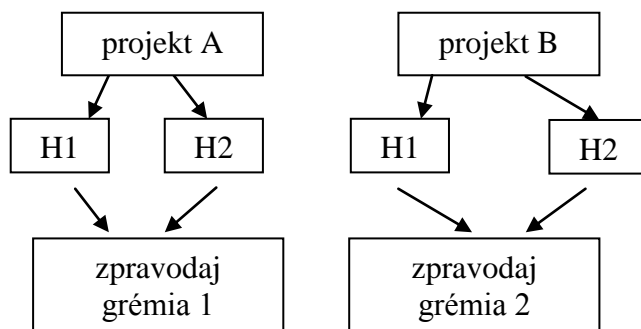 projekt A
projekt B
H1
H2
H1
H2
zpravodaj
grémia 1
zpravodaj
grémia 2